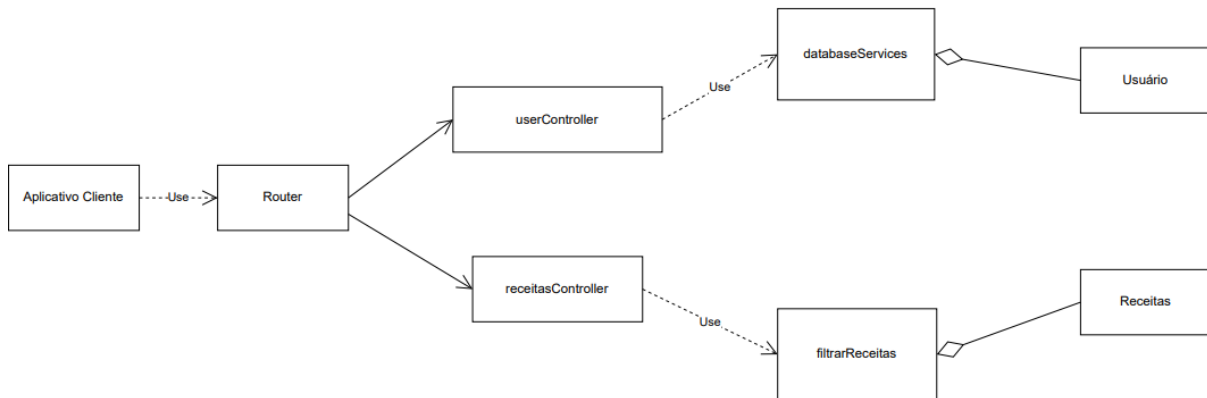 databaseServices
Usuário
Use
userController
Aplicativo Cliente
Use
Router
receitasController
Receitas
Use
filtrarReceitas